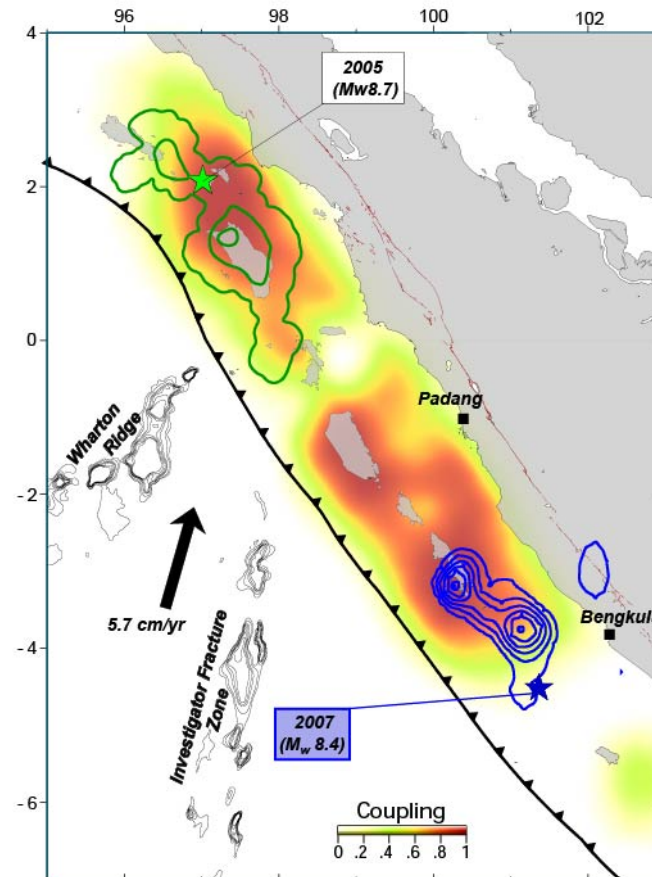 96 98 100 102
4
2005
(Mw8.7)
2
0
Padang
Wharton
Ridge
-2
5.7 cm/yr
Bengkulu
-4
Investigator Fracture
Zone
2007
(Mw 8.4)
-6
Coupling
0 .2 .4 .6 .8 1